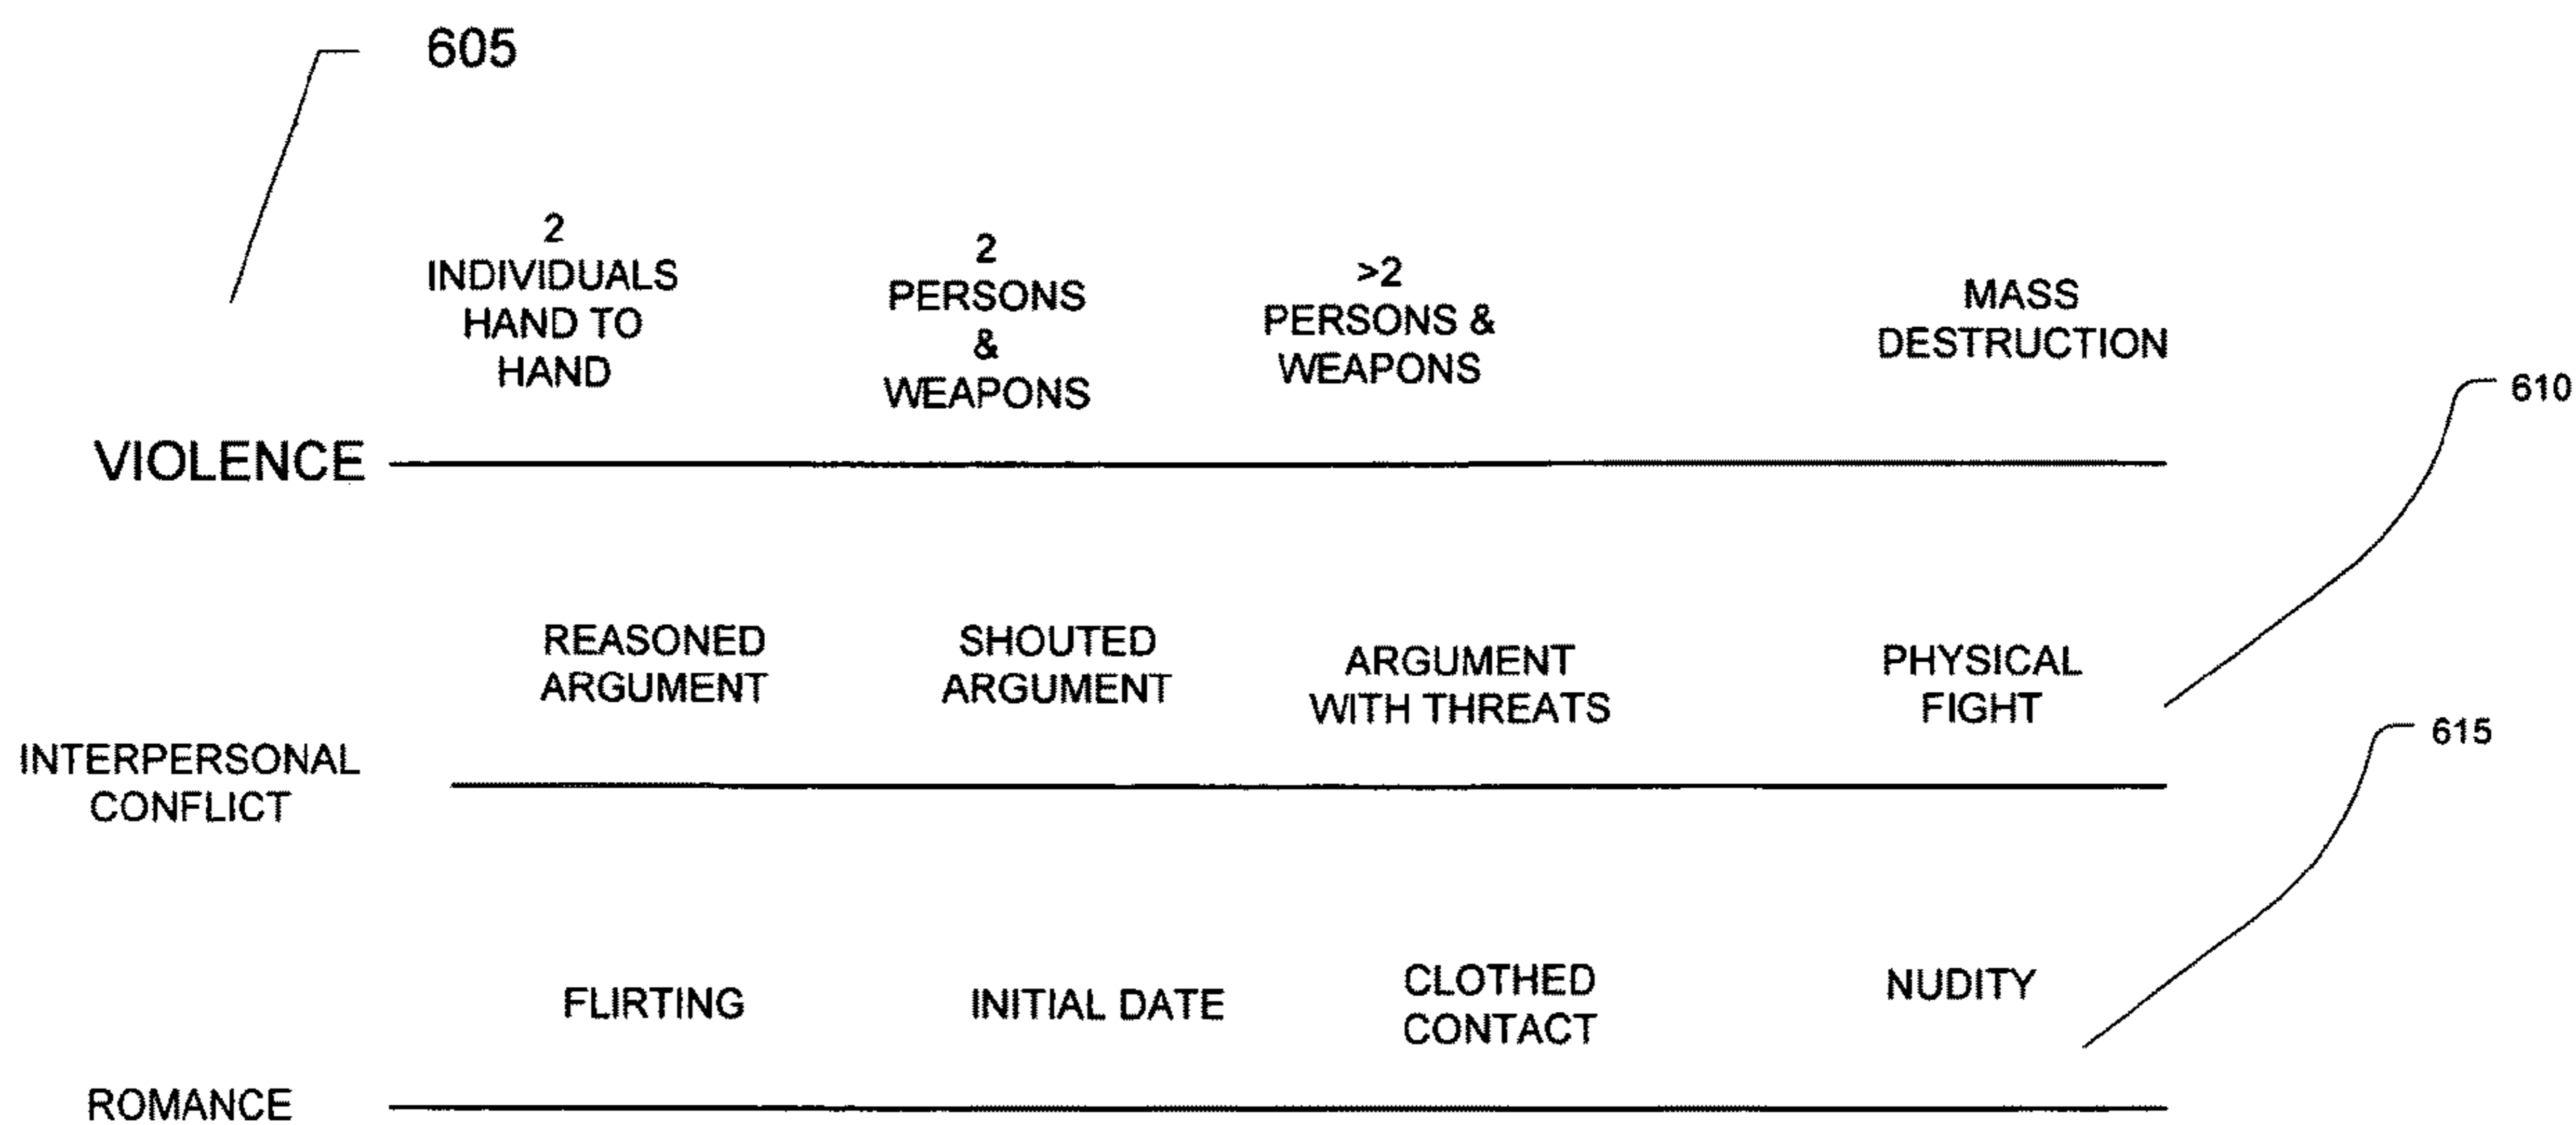 605
2
INDIVIDUALS
HAND TO
HAND
2
PERSONS
&
WEAPONS
>2
PERSONS &
WEAPONS
MASS
DESTRUCTION
610
VIOLENCE
REASONED
ARGUMENT
SHOUTED
ARGUMENT
ARGUMENT
WITH THREATS
PHYSICAL
FIGHT
615
INTERPERSONAL
CONFLICT
FLIRTING
INITIAL DATE
CLOTHED
CONTACT
NUDITY
ROMANCE